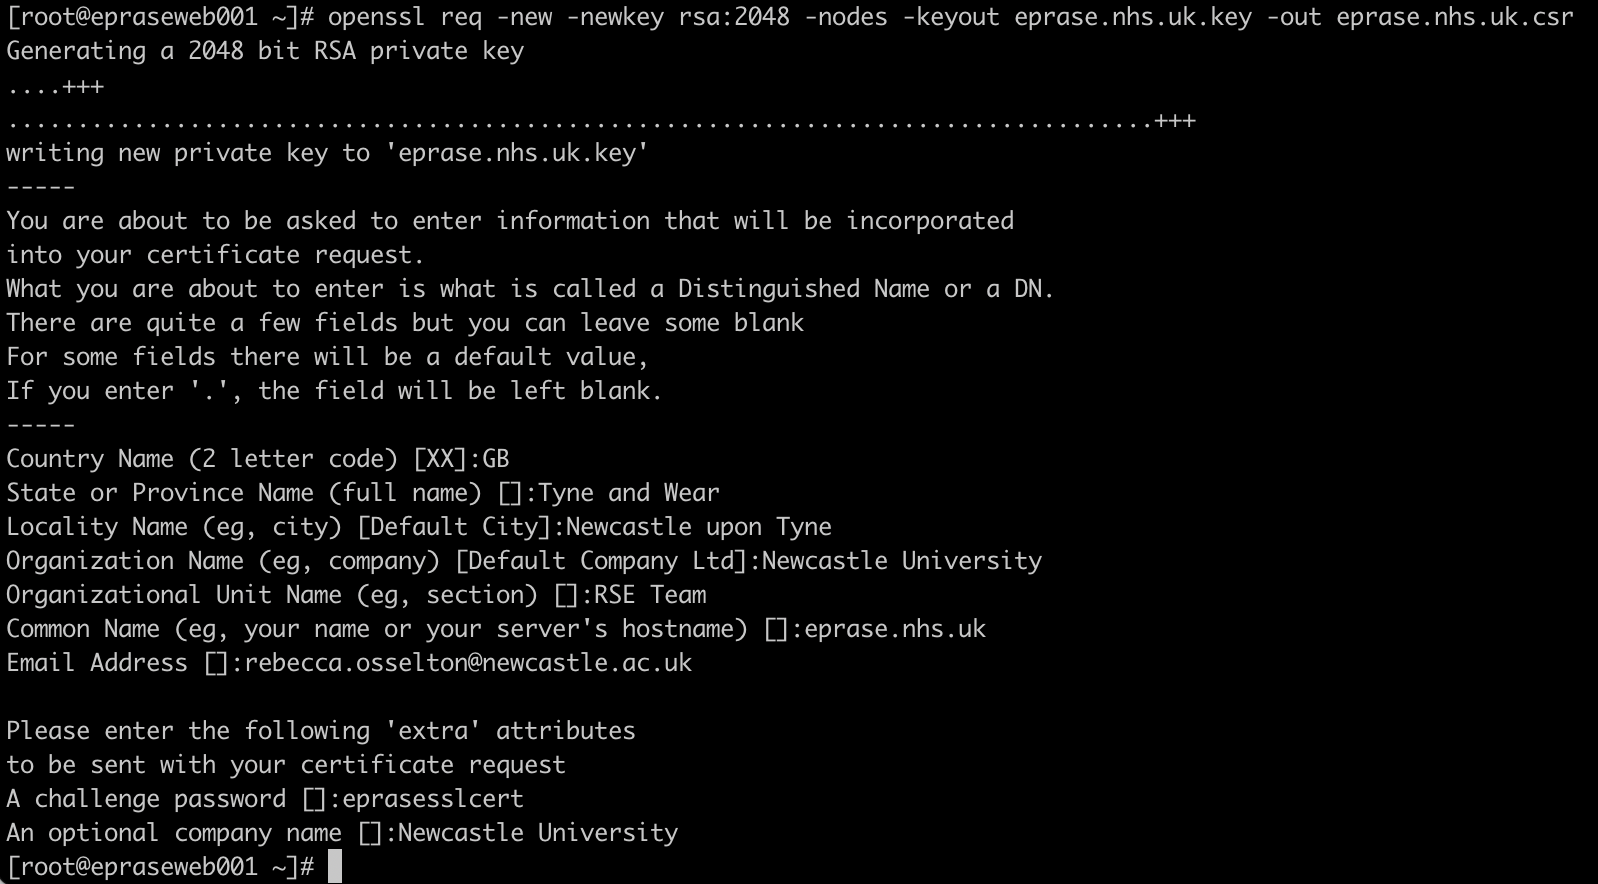 [root@epraseweb001 ~]# openssl req -new -newkey rsa:2048 -nodes -keyout eprase.nhs.uk.key -out eprase.nhs.uk.csr
Generating a 2048 bit RSA private key
....+++
..................................................................................+++
writing new private key to 'eprase.nhs.uk.key'
-----
You are about to be asked to enter information that will be incorporated
into your certificate request.
What you are about to enter is what is called a Distinguished Name or a DN.
There are quite a few fields but you can leave some blank
For some fields there will be a default value,
If you enter '.', the field will be left blank.
-----
Country Name (2 letter code) [XX]:GB
State or Province Name (full name) []:Tyne and Wear
Locality Name (eg, city) [Default City]:Newcastle upon Tyne
Organization Name (eg, company) [Default Company Ltd]:Newcastle University
Organizational Unit Name (eg, section) []:RSE Team
Common Name (eg, your name or your server's hostname) []:eprase.nhs.uk
Email Address []:rebecca.osselton@newcastle.ac.uk

Please enter the following 'extra' attributes
to be sent with your certificate request
A challenge password []:eprasesslcert
An optional company name []:Newcastle University
[root@epraseweb001 ~]#